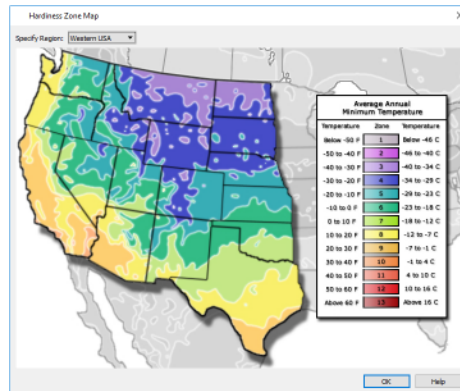 Hardiness Zone Map
X
Specify Region: Western USA
Average Annual
Minimum Temperature
Temperature Zone Temperature
Below -50 F 1 Below -46 C
-50 to -40 F 2 -46 to -40 C
-40 to -30 F 3 -40 to -34 C
-30 to -20 F 4 -34 to -29 C
-20 to -10 F 5 -29 to -23 C
-10 to 0 F 6 -23 to -18 C
0 to 10 F 7 -18 to -12 C
10 to 20 F 8 -12 to -7 C
20 to 30 F 9 -7 to -1 C
30 to 40 F 10 -1 to 4 C
40 to 50 F 11 4 to 10 C
50 to 60 F 12 10 to 16 C
Above 60 F 13 Above 16 C
OK Help